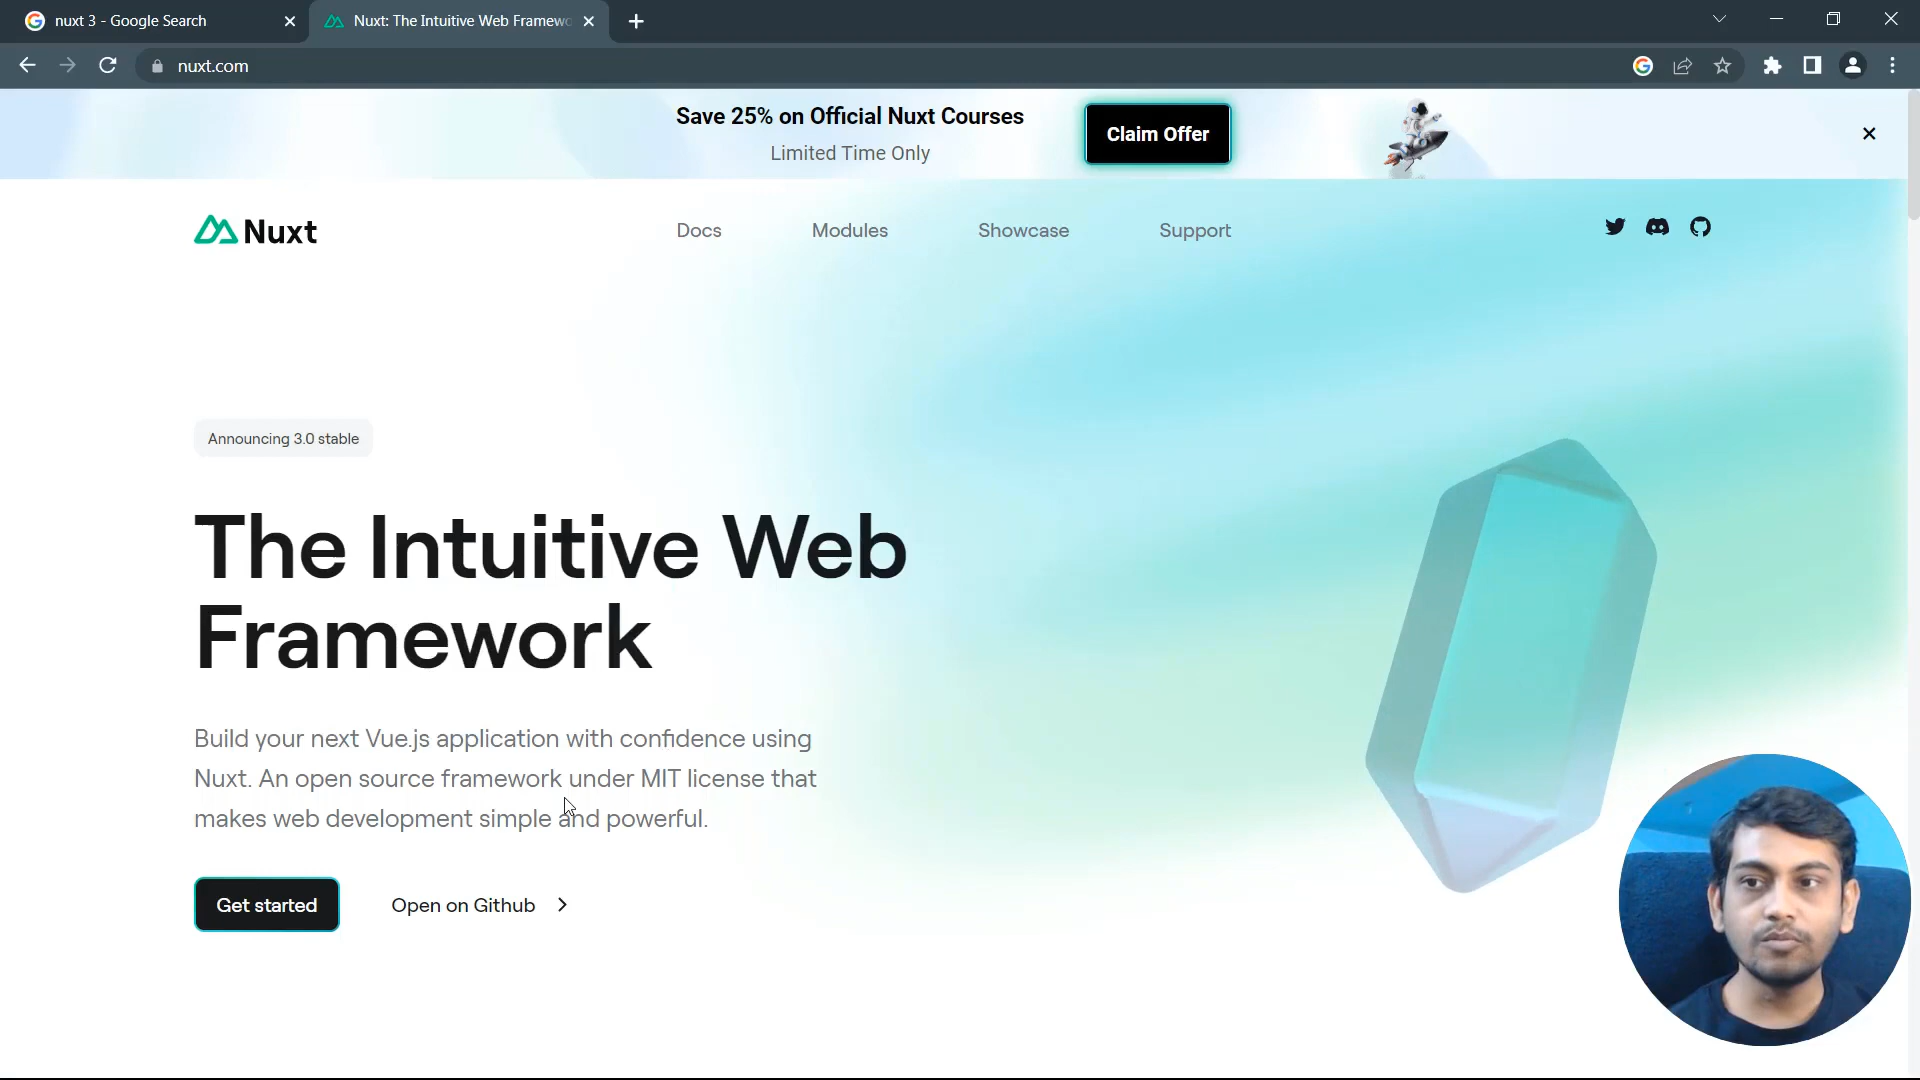 nuxt 3 - Google Search
Nuxt: The Intuitive Web Framewo
nuxt.com
Save 25% on Official Nuxt Courses
Limited Time Only
Claim Offer
Nuxt
Docs
Modules
Showcase
Support
Announcing 3.0 stable
The Intuitive Web
Framework
Build your next Vue.js application with confidence using
Nuxt. An open source framework under MIT license that
makes web development simple and powerful.
Get started
Open on Github